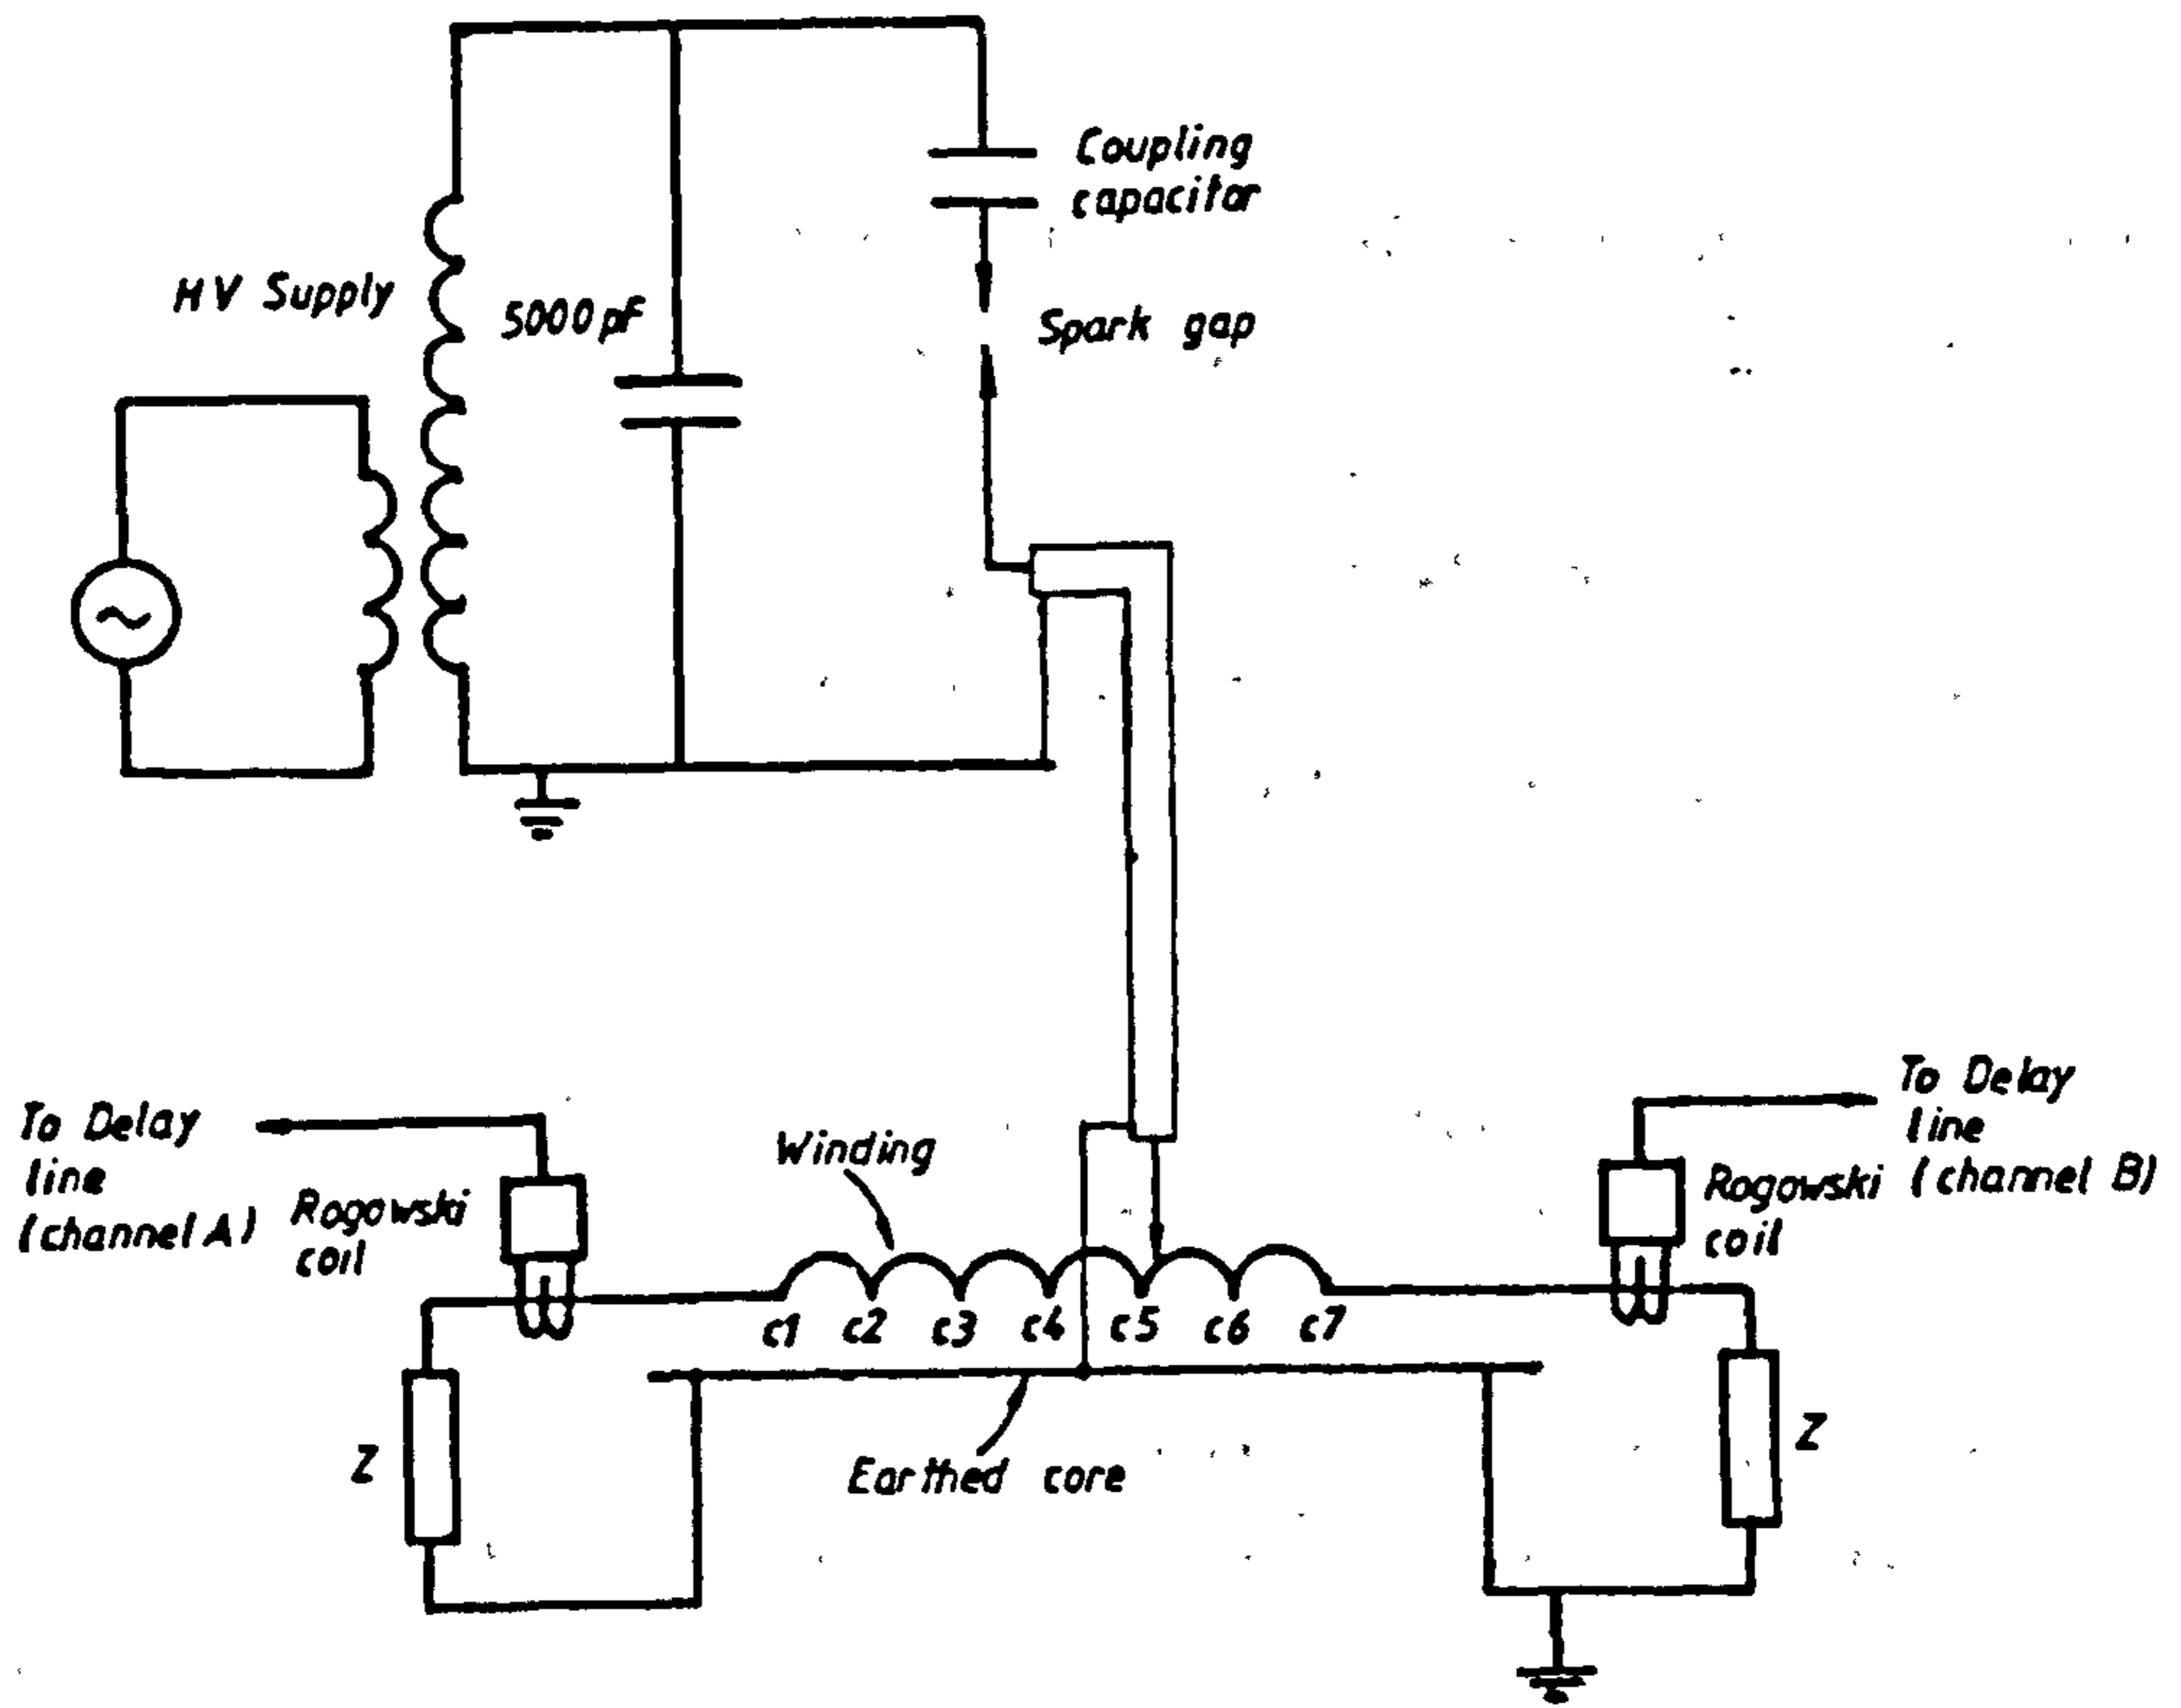 Coupling
capacitor
HV Supply
5000pF
Spark gap
To Delay
line
(channel A)
Rogowski
coil
Winding
To Delay
line
(channel B)
Rogowski
coil
c1 c2 c3 c4 c5 c6 c7
Z
Z
Earthed core